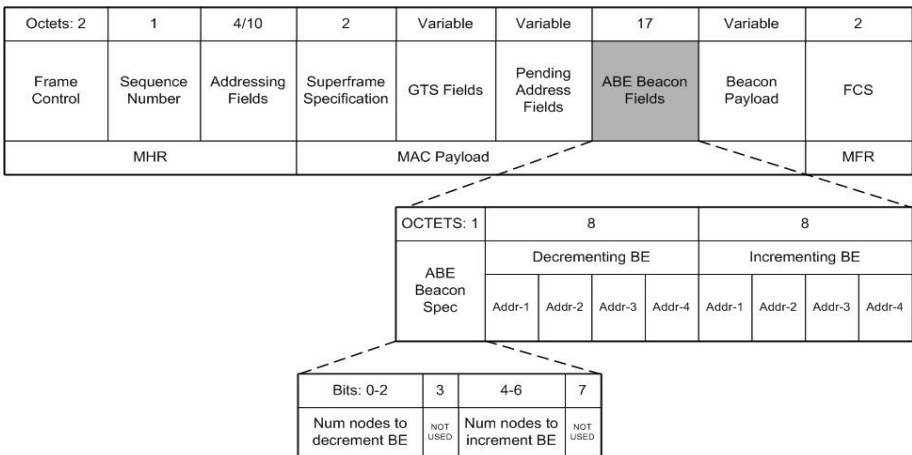 Octets: 2 1 4/10 2 Variable Variable 17 Variable 2
Frame Control Sequence Number Addressing Fields Superframe Specification GTS Fields Pending Address Fields ABE Beacon Fields Beacon Payload FCS
MHR MAC Payload MFR
OCTETS: 1 8 8
ABE Beacon Spec Decrementing BE Incrementing BE
Addr-1 Addr-2 Addr-3 Addr-4 Addr-1 Addr-2 Addr-3 Addr-4
Bits: 0-2 3 4-6 7
Num nodes to decrement BE NOT USED Num nodes to increment BE NOT USED